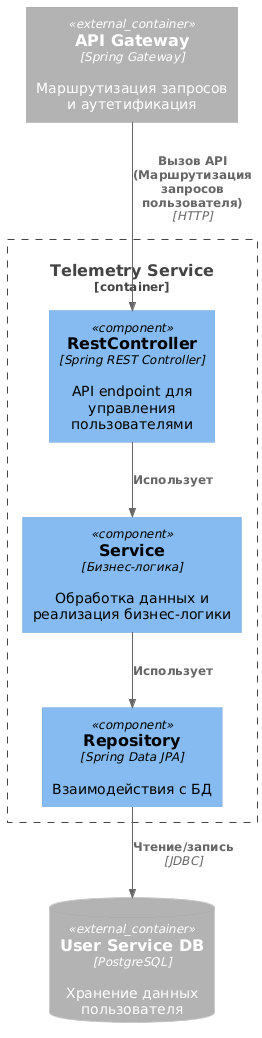 «external_container»
API Gateway
[Spring Gateway]
Маршрутизация запросов
и аутетификация
Вызов API
(Маршрутизация
запросов
пользователя)
[HTTP]
Telemetry Service
[container]
«component»
RestController
[Spring REST Controller]
API endpoint для
управления
пользователями
Использует
«component»
Service
[Бизнес-логика]
Обработка данных и
реализация бизнес-логики
Использует
«component»
Repository
[Spring Data JPA]
Взаимодействия с БД
Чтение/запись
[JDBC]
«external_container»
User Service DB
[PostgreSQL]
Хранение данных
пользователя